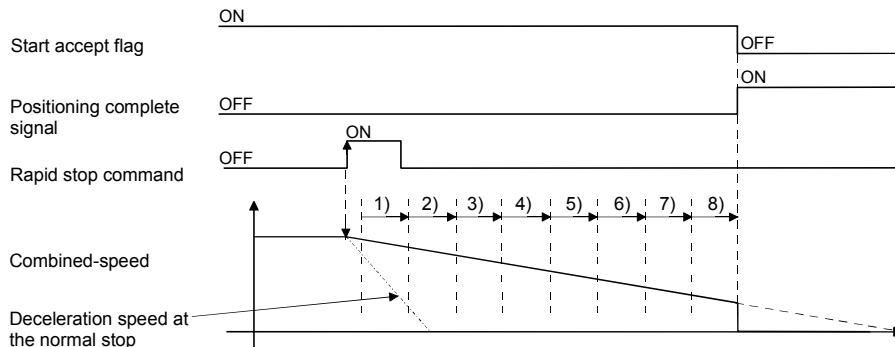 ON
Start accept flag
OFF
ON
Positioning complete
signal
OFF
ON
OFF
Rapid stop command
1) 2) 3) 4) 5) 6) 7) 8)
Combined-speed
Deceleration speed at
the normal stop